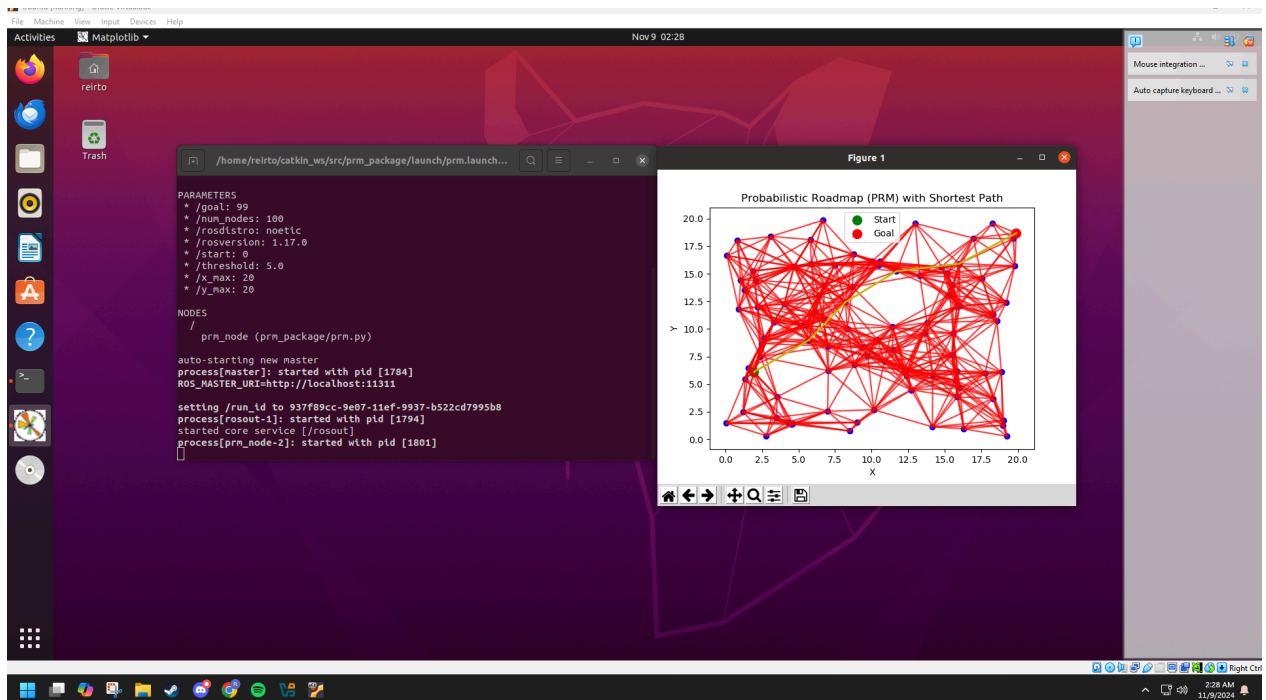 File Machine View Input Devices Help
Activities Matplotlib Nov 9 02:28
reirto
Trash
Mouse integration ...
Auto capture keyboard ...
/home/reirto/catkin_ws/src/prm_package/launch/prm.launch...
PARAMETERS
* /goal: 99
* /num_nodes: 100
* /rosdistro: noetic
* /rosversion: 1.17.0
* /start: 0
* /threshold: 5.0
* /x_max: 20
* /y_max: 20
NODES
/
prm_node (prm_package/prm.py)
auto-starting new master
process[master]: started with pid [1784]
ROS_MASTER_URI=http://localhost:11311
setting /run_id to 937f89cc-9e07-11ef-9937-b522cd7995b8
process[rosout-1]: started with pid [1794]
started core service [/rosout]
process[prm_node-2]: started with pid [1801]
Figure 1
Probabilistic Roadmap (PRM) with Shortest Path
Start
Goal
20.0
17.5
15.0
12.5
10.0
7.5
5.0
2.5
0.0
Y
0.0 2.5 5.0 7.5 10.0 12.5 15.0 17.5 20.0
X
Right Ctrl
2:28 AM
11/9/2024